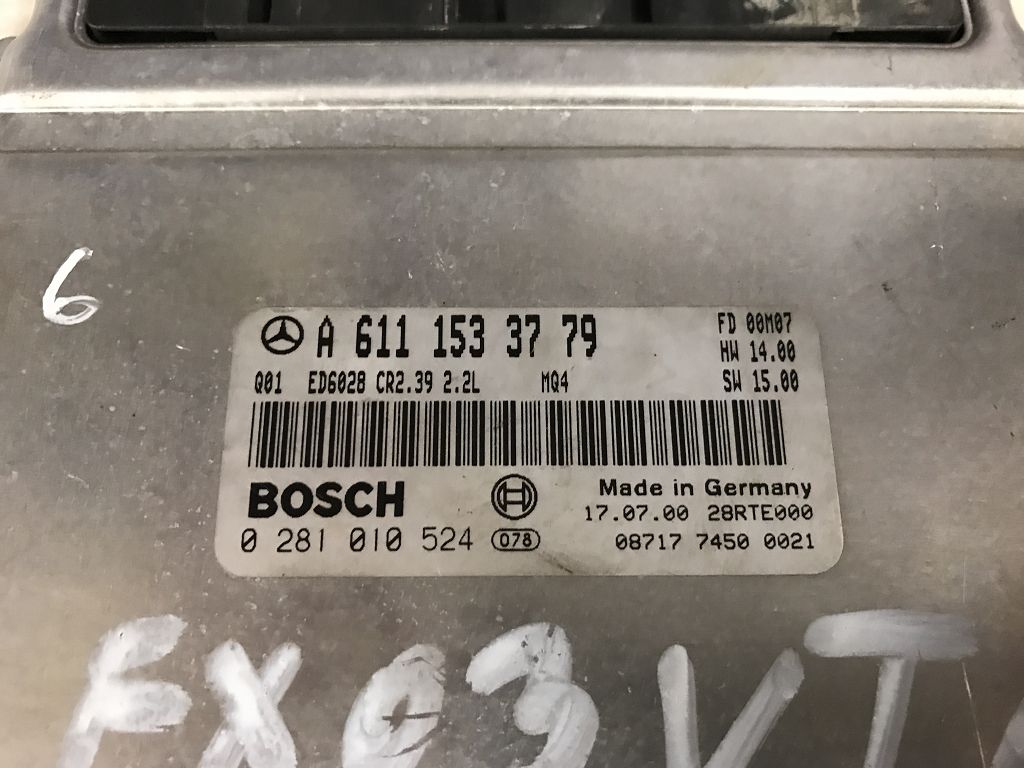 6
A 611 153 37 79
FD 00M07
HW 14.00
Q01 ED6028 CR2.39 2.2L MQ4
SW 15.00
BOSCH
Made in Germany
17.07.00 28RTE000
0 281 010 524 078
08717 7450 0021
FX03VT